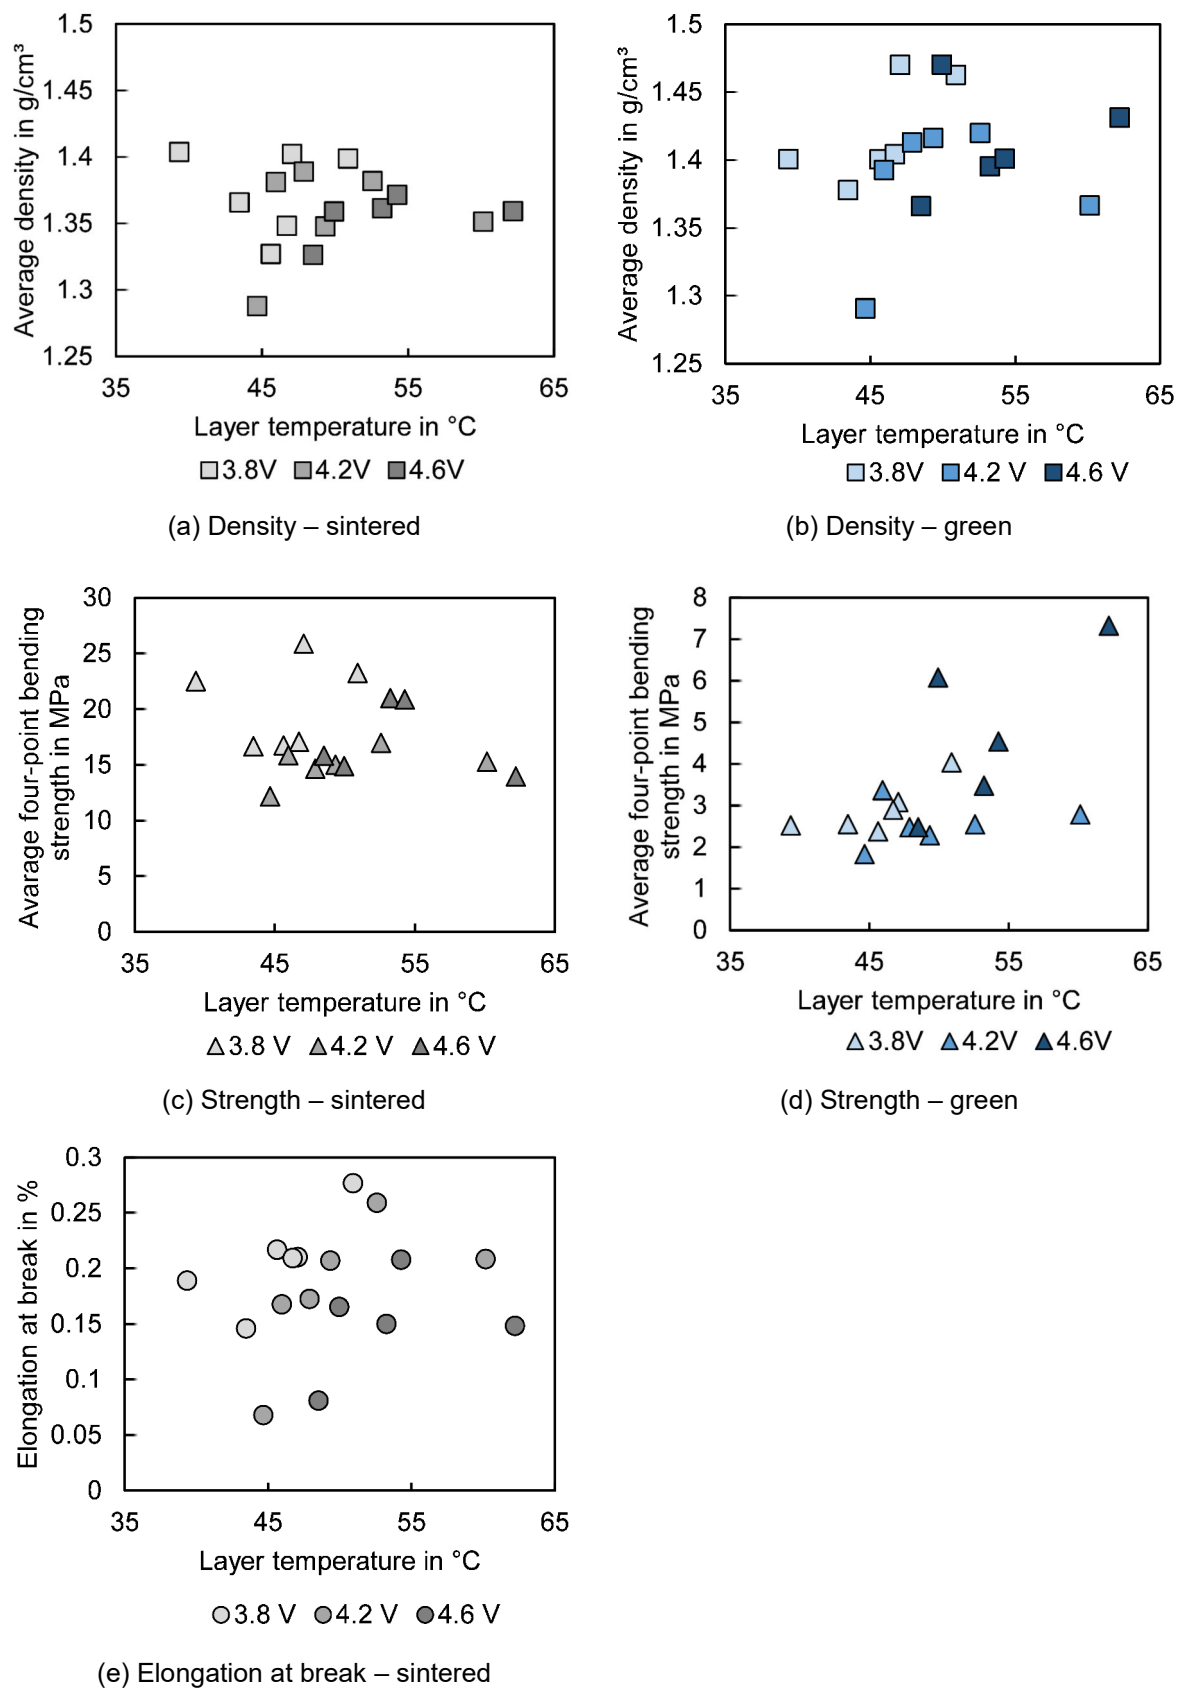 Average density in g/cm³
1.5
1.45
1.4
1.35
1.3
1.25
35 45 55 65
Layer temperature in °C
3.8V 4.2V 4.6V
(a) Density – sintered
Average density in g/cm³
1.5
1.45
1.4
1.35
1.3
1.25
35 45 55 65
Layer temperature in °C
3.8V 4.2 V 4.6 V
(b) Density – green
Avarage four-point bending
strength in MPa
30
25
20
15
10
5
0
35 45 55 65
Layer temperature in °C
3.8 V 4.2 V 4.6 V
(c) Strength – sintered
Average four-point bending
strength in MPa
8
7
6
5
4
3
2
1
0
35 45 55 65
Layer temperature in °C
3.8V 4.2V 4.6V
(d) Strength – green
Elongation at break in %
0.3
0.25
0.2
0.15
0.1
0.05
0
35 45 55 65
Layer temperature in °C
3.8 V 4.2 V 4.6 V
(e) Elongation at break – sintered